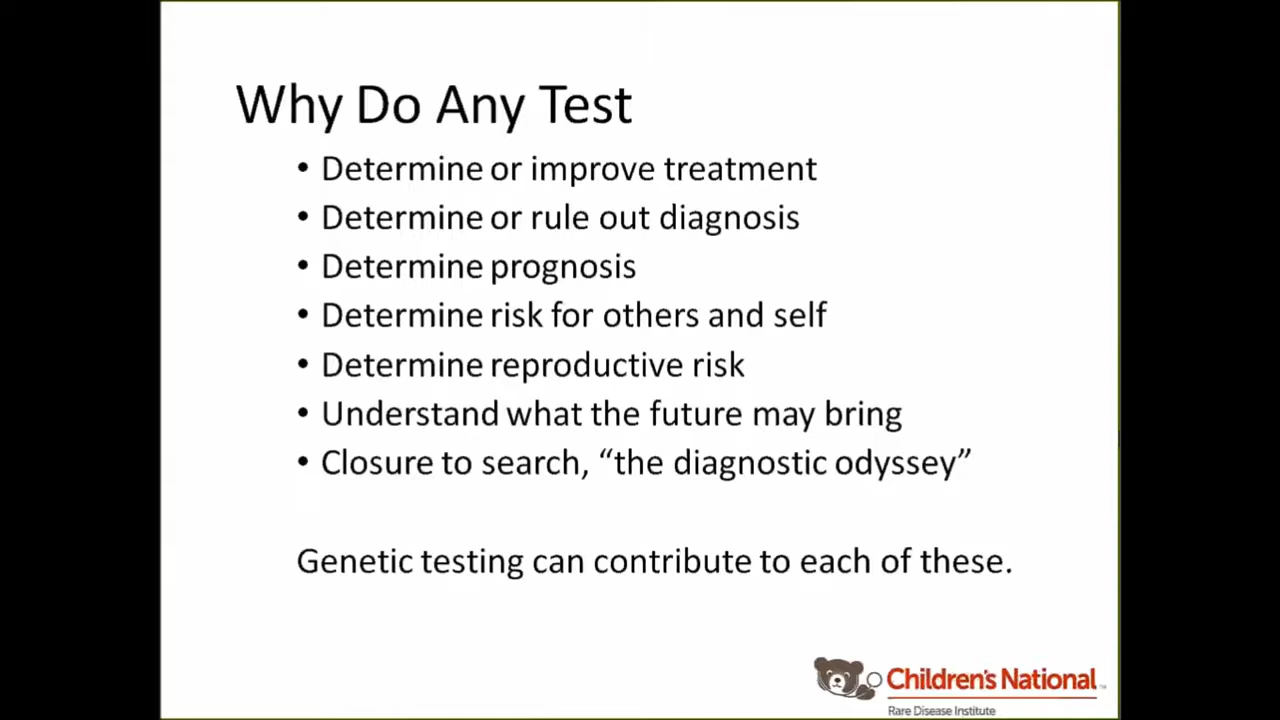 Why Do Any Test
• Determine or improve treatment
• Determine or rule out diagnosis
• Determine prognosis
• Determine risk for others and self
• Determine reproductive risk
• Understand what the future may bring
• Closure to search, “the diagnostic odyssey”
Genetic testing can contribute to each of these.
Children's National™
Rare Disease Institute